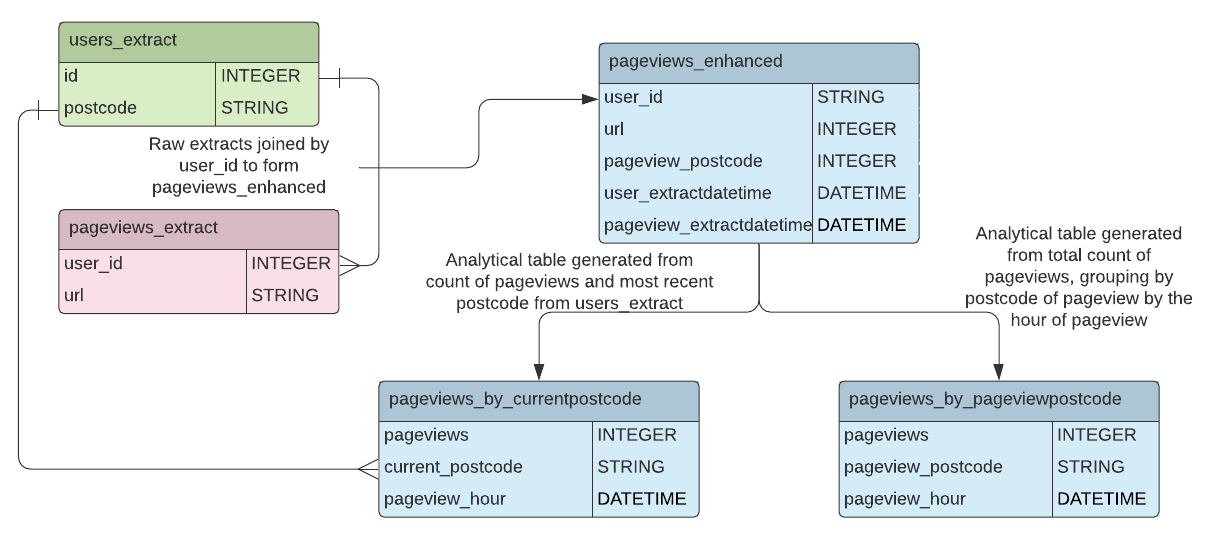 users_extract
id INTEGER
postcode STRING
Raw extracts joined by
user_id to form
pageviews_enhanced
pageviews_extract
user_id INTEGER
url STRING
pageviews_enhanced
user_id STRING
url INTEGER
pageview_postcode INTEGER
user_extractdatetime DATETIME
pageview_extractdatetime DATETIME
Analytical table generated from
count of pageviews and most recent
postcode from users_extract
Analytical table generated
from total count of
pageviews, grouping by
postcode of pageview by the
hour of pageview
pageviews_by_currentpostcode
pageviews INTEGER
current_postcode STRING
pageview_hour DATETIME
pageviews_by_pageviewpostcode
pageviews INTEGER
pageview_postcode STRING
pageview_hour DATETIME